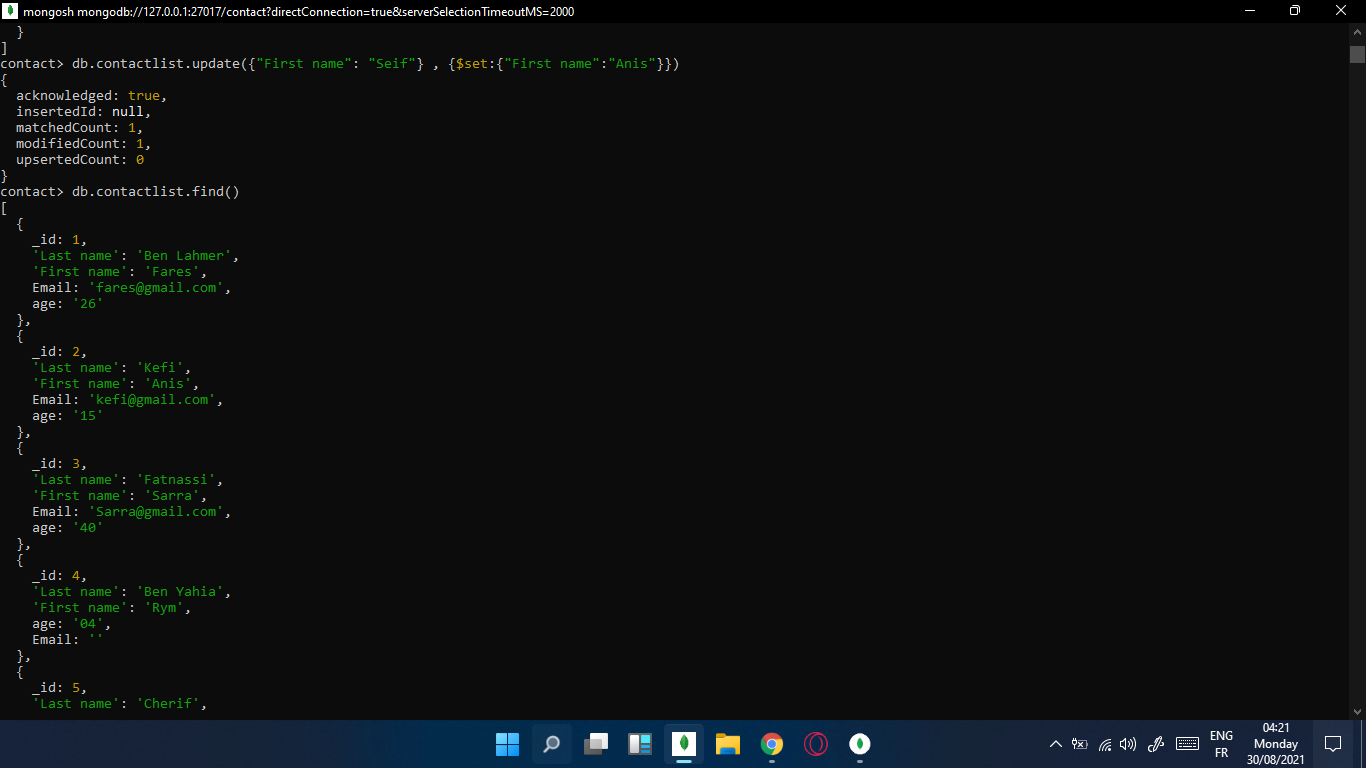 mongosh mongodb://127.0.0.1:27017/contact?directConnection=true&serverSelectionTimeoutMS=2000
  }
]
contact> db.contactlist.update({"First name": "Seif"} , {$set:{"First name":"Anis"}})
{
  acknowledged: true,
  insertedId: null,
  matchedCount: 1,
  modifiedCount: 1,
  upsertedCount: 0
}
contact> db.contactlist.find()
[
  {
    _id: 1,
    'Last name': 'Ben Lahmer',
    'First name': 'Fares',
    Email: 'fares@gmail.com',
    age: '26'
  },
  {
    _id: 2,
    'Last name': 'Kefi',
    'First name': 'Anis',
    Email: 'kefi@gmail.com',
    age: '15'
  },
  {
    _id: 3,
    'Last name': 'Fatnassi',
    'First name': 'Sarra',
    Email: 'Sarra@gmail.com',
    age: '40'
  },
  {
    _id: 4,
    'Last name': 'Ben Yahia',
    'First name': 'Rym',
    age: '04',
    Email: ''
  },
  {
    _id: 5,
    'Last name': 'Cherif',
ENG
FR
04:21
Monday
30/08/2021